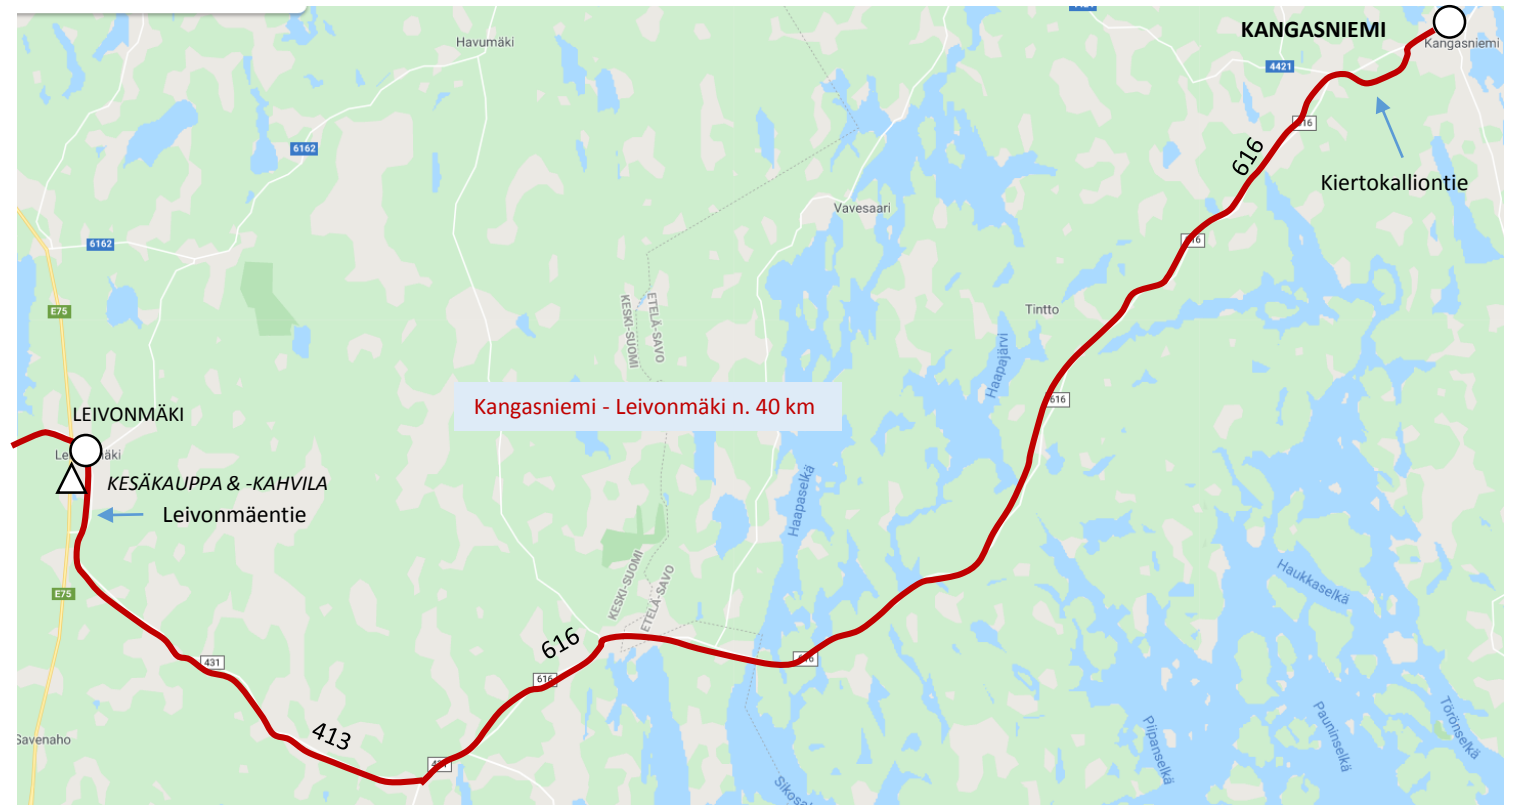 KANGASNIEMI
Kangasniemi
Havumäki
4421
616
6162
616
Kiertokalliontie
Vavesaari
616
6162
E75
KESKI-SUOMI
ETELÄ-SAVO
Tintto
Haapajärvi
Kangasniemi - Leivonmäki n. 40 km
616
LEIVONMÄKI
KESÄKAUPPA & -KAHVILA
Leivonmäentie
Haapaselkä
E75
KESKI-SUOMI
ETELÄ-SAVO
Haukkaselkä
616
616
431
616
413
Savenaho
431
Piipanselkä
Pauninselkä
Törönselkä